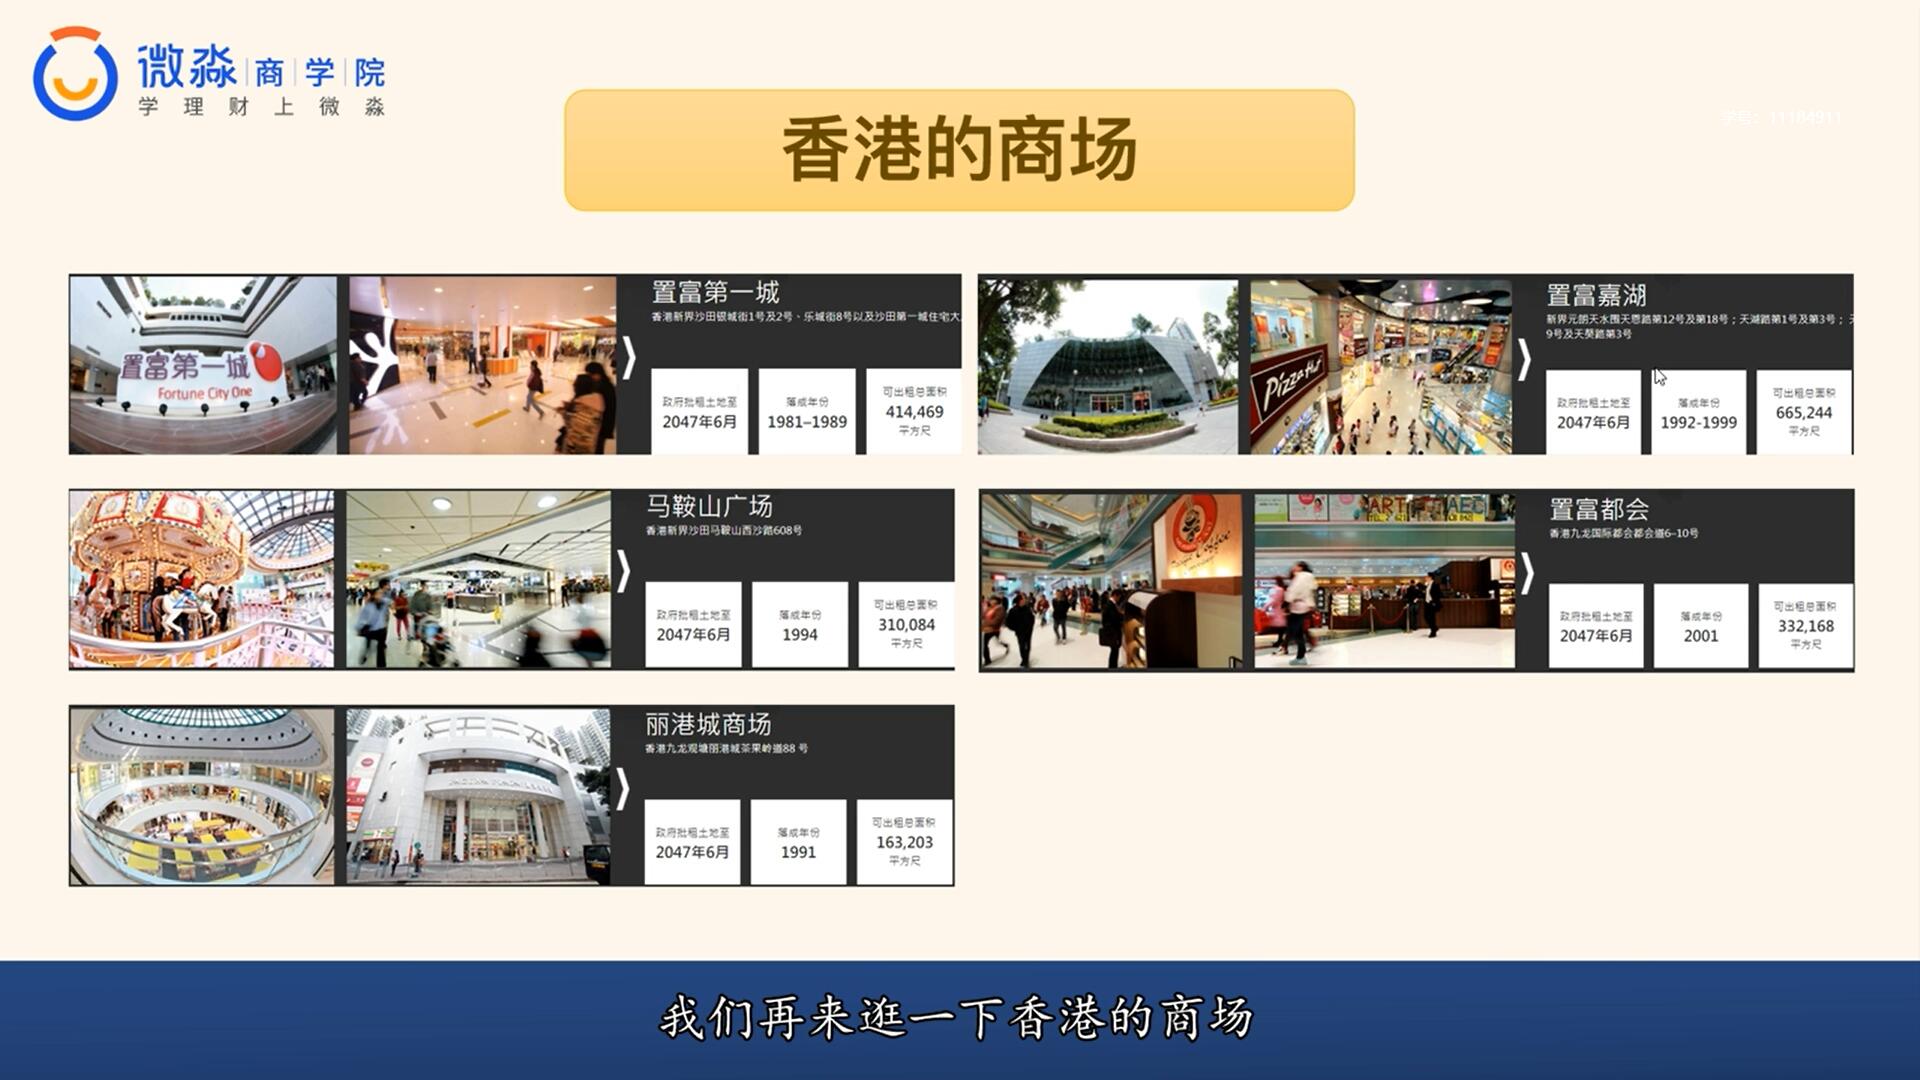 微淼 商 学 院
学理财上微淼
学号：11184911
香港的商场
置富第一城
Fortune City One
置富第一城
香港新界沙田银城街1号及2号、乐城街8号以及沙田第一城住宅大
政府批租土地至
2047年6月
落成年份
1981–1989
可出租总面积
414,469
平方尺
Pizza Hut
置富嘉湖
新界元朗天水围天恩路第12号及第18号；天湖路第1号及第3号；
9号及天葵路第3号
政府批租土地至
2047年6月
落成年份
1992-1999
可出租总面积
665,244
平方尺
马鞍山广场
香港新界沙田马鞍山西沙路608号
政府批租土地至
2047年6月
落成年份
1994
可出租总面积
310,084
平方尺
置富都会
香港九龙国际都会都会道6–10号
政府批租土地至
2047年6月
落成年份
2001
可出租总面积
332,168
平方尺
丽港城商场
香港九龙观塘丽港城茶果岭道88 号
政府批租土地至
2047年6月
落成年份
1991
可出租总面积
163,203
平方尺
我们再来逛一下香港的商场